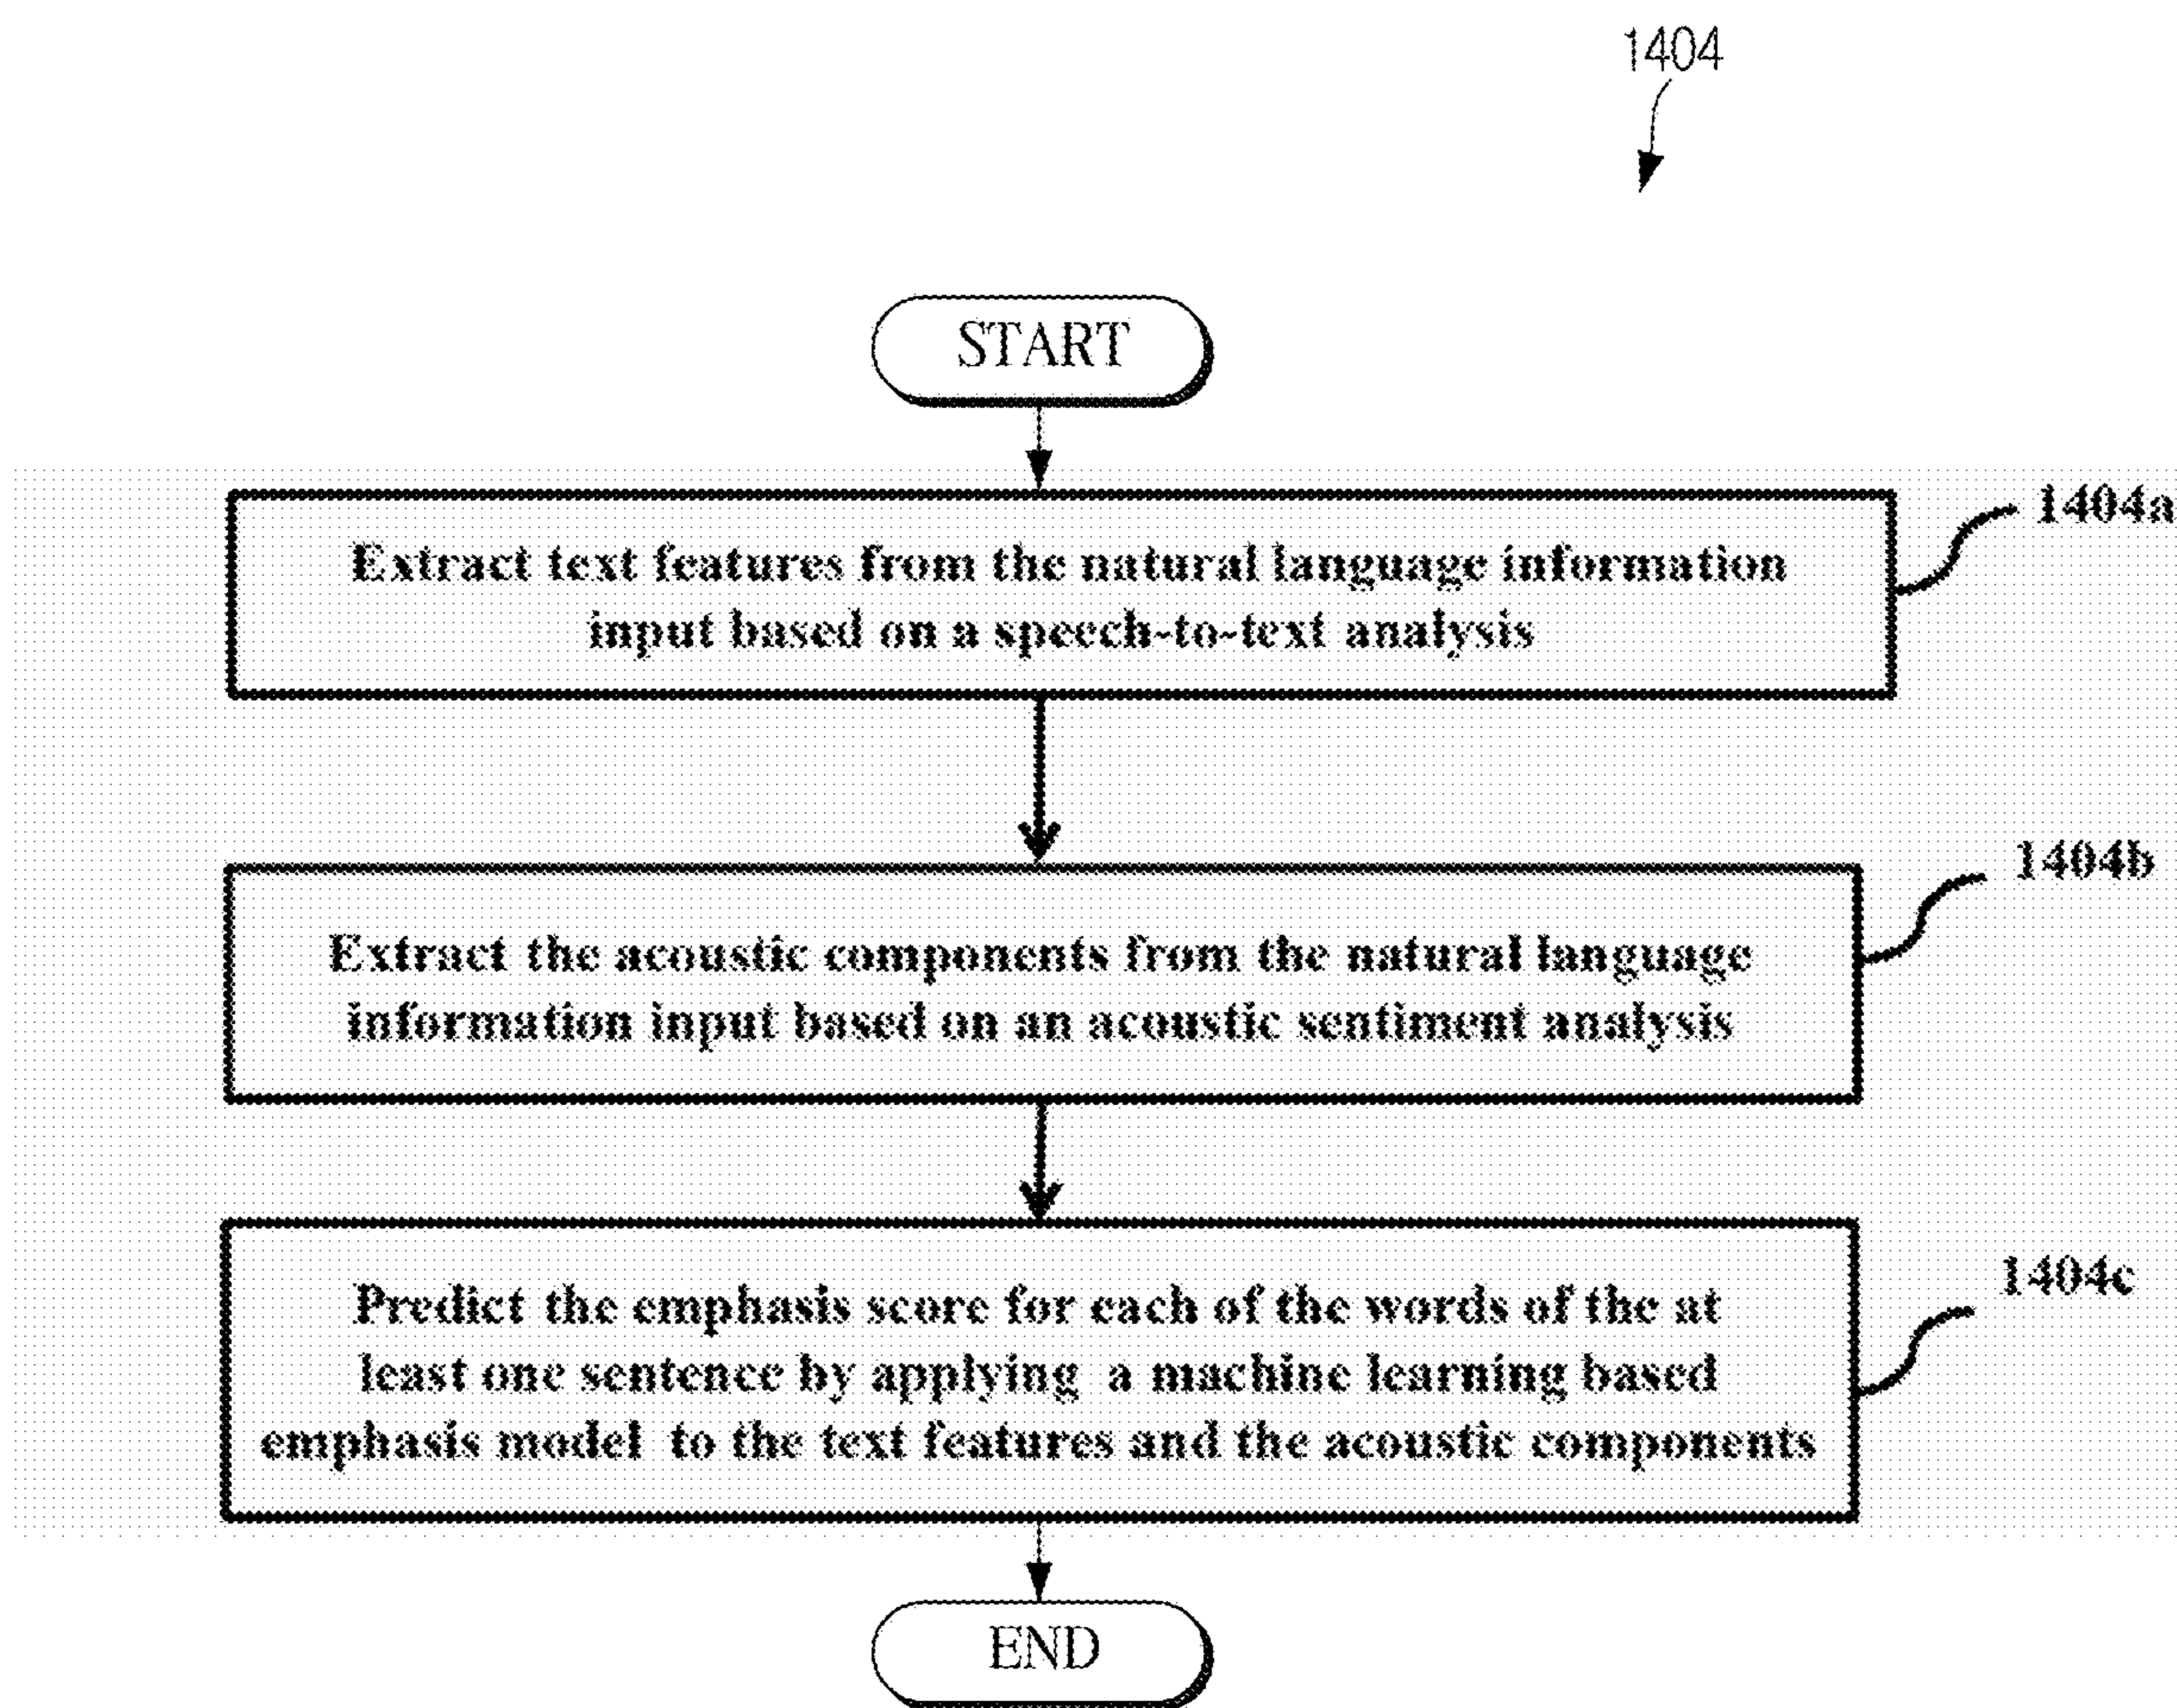 1404
START
1404a
Extract text features from the natural language information
input based on a speech-to-text analysis
1404b
Extract the acoustic components from the natural language
information input based on an acoustic sentiment analysis
1404c
Predict the emphasis score for each of the words of the at
least one sentence by applying a machine learning based
emphasis model to the text features and the acoustic components
END